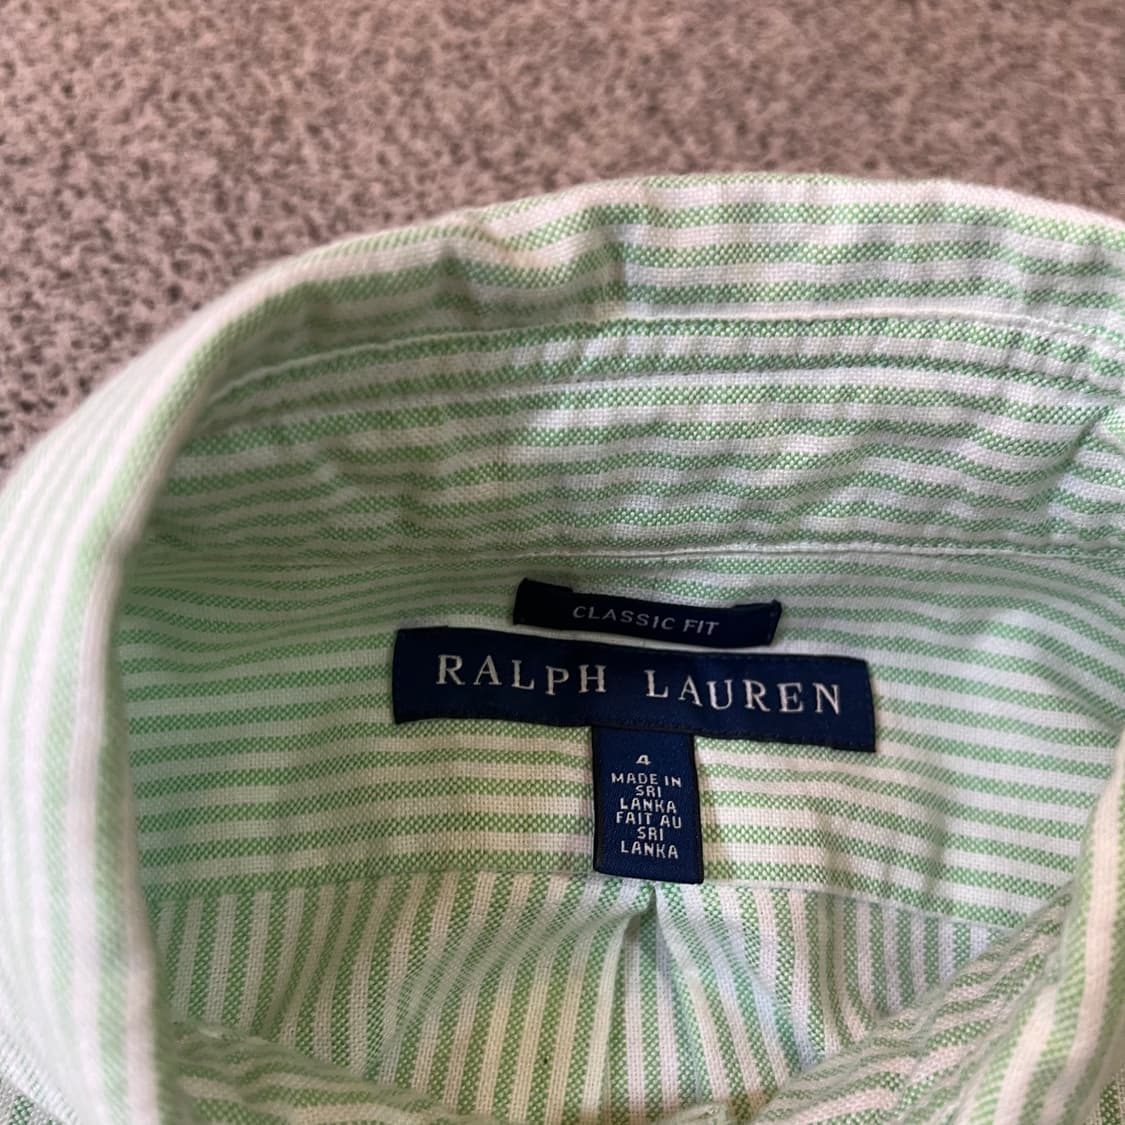 CLASSIC FIT
RALPH LAUREN
4
MADE IN
SRI
LANKA
FAIT AU
SRI
LANKA